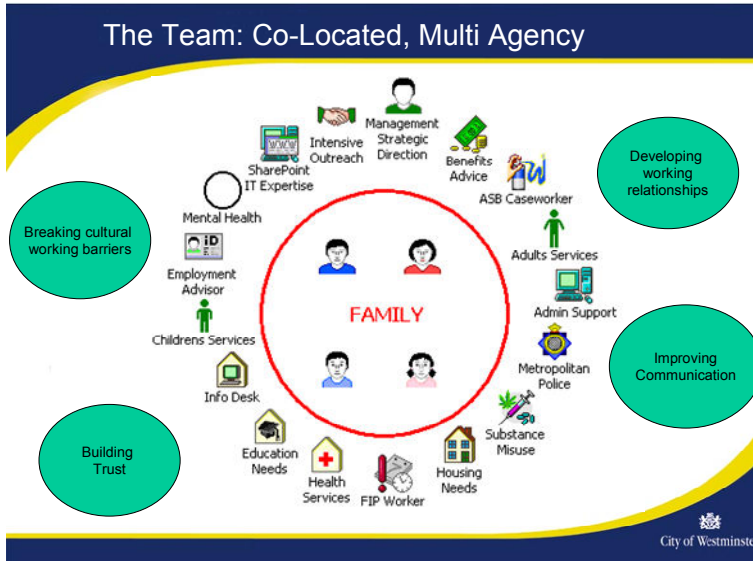 The Team: Co-Located, Multi Agency
Management
Strategic
Direction
Intensive
Outreach
Benefits
Advice
SharePoint
IT Expertise
ASB Caseworker
Developing
working
relationships
Mental Health
Breaking cultural
working barriers
Adults Services
Employment
Advisor
iD
Admin Support
FAMILY
Childrens Services
Metropolitan
Police
Improving
Communication
Info Desk
Substance
Misuse
Education
Needs
Housing
Needs
Health
Services
FIP Worker
Building
Trust
City of Westminste